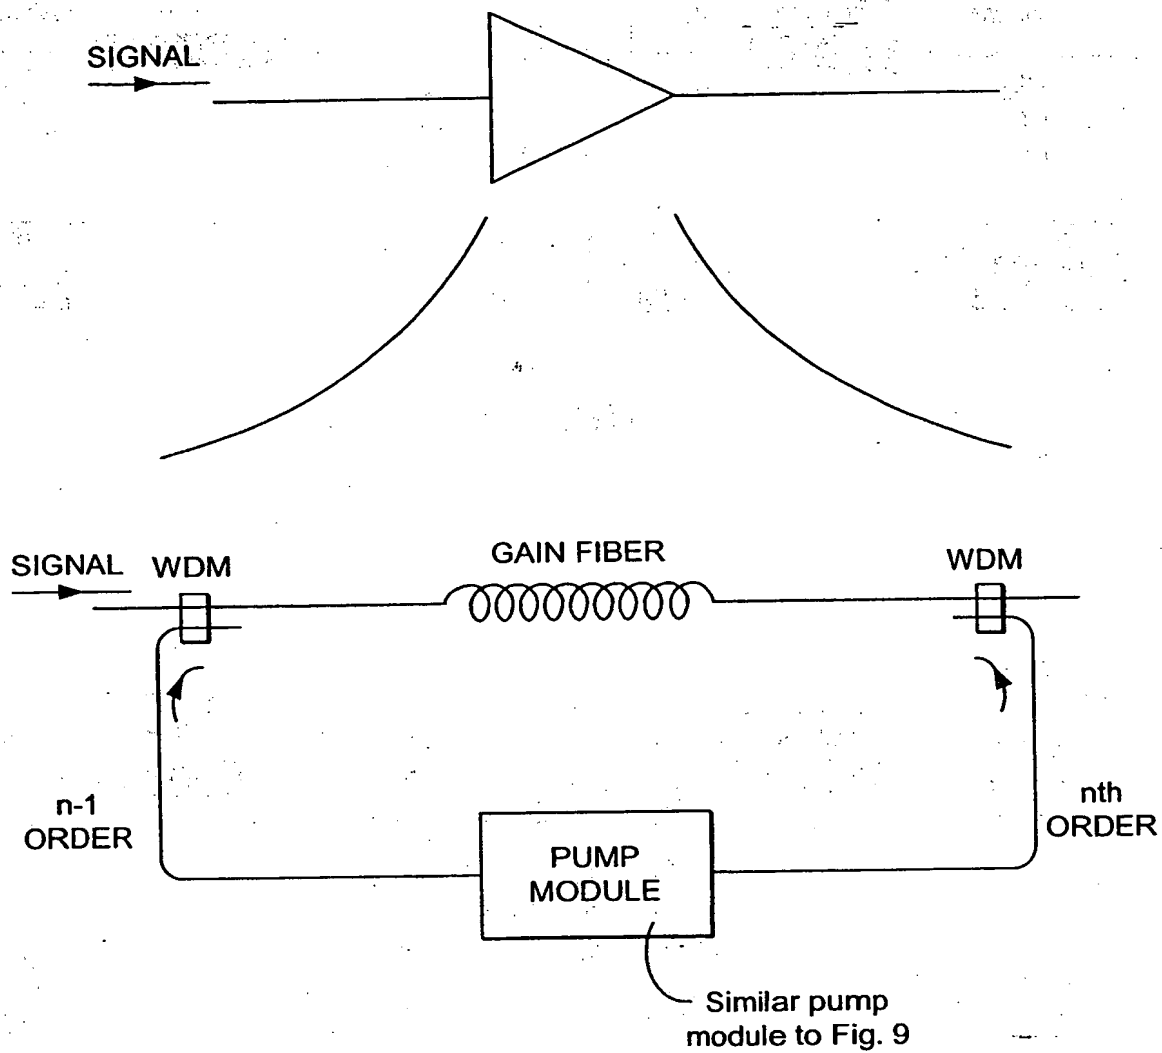 SIGNAL
SIGNAL
WDM
GAIN FIBER
WDM
n-1
ORDER
nth
ORDER
PUMP
MODULE
Similar pump
module to Fig. 9